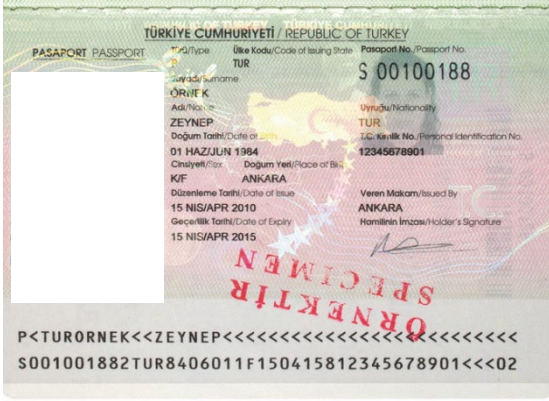 TÜRKİYE CUMHURİYETİ / REPUBLIC OF TURKEY
PASAPORT PASSPORT
Türü/Type Ülke Kodu/Code of Issuing State Pasaport No./Passport No.
P TUR S 00100188
Soyadı/Surname
ÖRNEK
Adı/Name Uyruğu/Nationality
ZEYNEP TUR
Doğum Tarihi/Date of Birth T.C. Kimlik No./Personal Identification No.
01 HAZ/JUN 1984 12345678901
Cinsiyeti/Sex Doğum Yeri/Place of Birth
K/F ANKARA
Düzenleme Tarihi/Date of Issue Veren Makam/Issued By
15 NIS/APR 2010 ANKARA
Geçerlilik Tarihi/Date of Expiry Hamilinin İmzası/Holder's Signature
15 NIS/APR 2015
SPECIMEN
ÖRNEKTİR
P<TURORNEK<<ZEYNEP<<<<<<<<<<<<<<<<<<<<<<<<<<
S001001882TUR8406011F150415812345678901<<<02